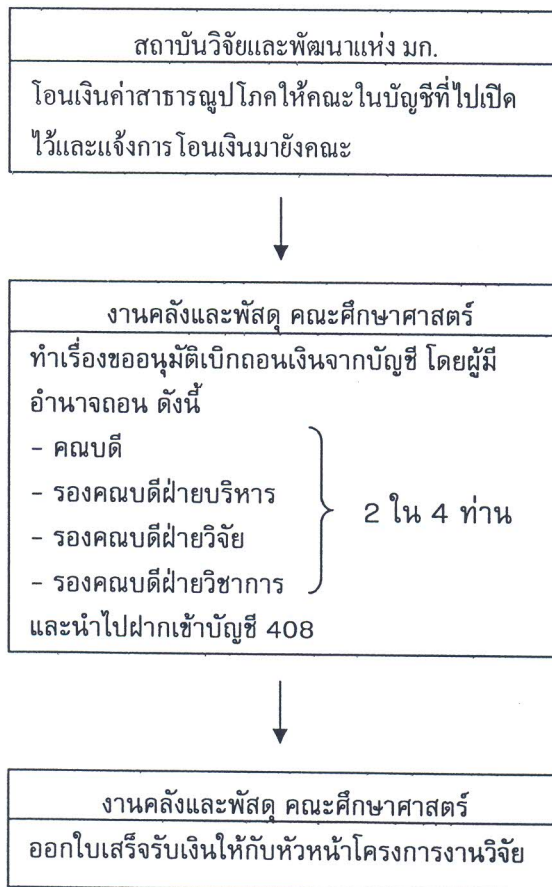 สถาบันวิจัยและพัฒนาแห่ง มก.
โอนเงินค่าสาธารณูปโภคให้คณะในบัญชีที่ไปเปิด
ไว้และแจ้งการโอนเงินมายังคณะ
งานคลังและพัสดุ คณะศึกษาศาสตร์
ทำเรื่องขออนุมัติเบิกถอนเงินจากบัญชี โดยผู้มี
อำนาจถอน ดังนี้
- คณบดี
- รองคณบดีฝ่ายบริหาร
- รองคณบดีฝ่ายวิจัย
- รองคณบดีฝ่ายวิชาการ
2 ใน 4 ท่าน
และนำไปฝากเข้าบัญชี 408
งานคลังและพัสดุ คณะศึกษาศาสตร์
ออกใบเสร็จรับเงินให้กับหัวหน้าโครงการงานวิจัย